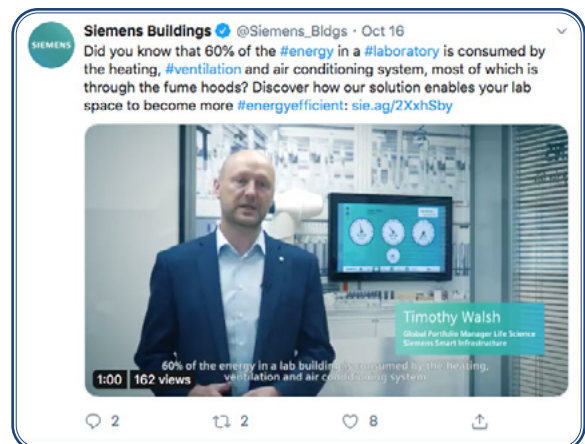 SIEMENS
Siemens Buildings @Siemens_Bldgs · Oct 16
Did you know that 60% of the #energy in a #laboratory is consumed by
the heating, #ventilation and air conditioning system, most of which is
through the fume hoods? Discover how our solution enables your lab
space to become more #energyefficient: sie.ag/2XxhSby
Timothy Walsh
Global Portfolio Manager Life Science
Siemens Smart Infrastructure
60% of the energy in a lab building is consumed by the heating,
ventilation and air conditioning system
1:00 162 views
2 2 8